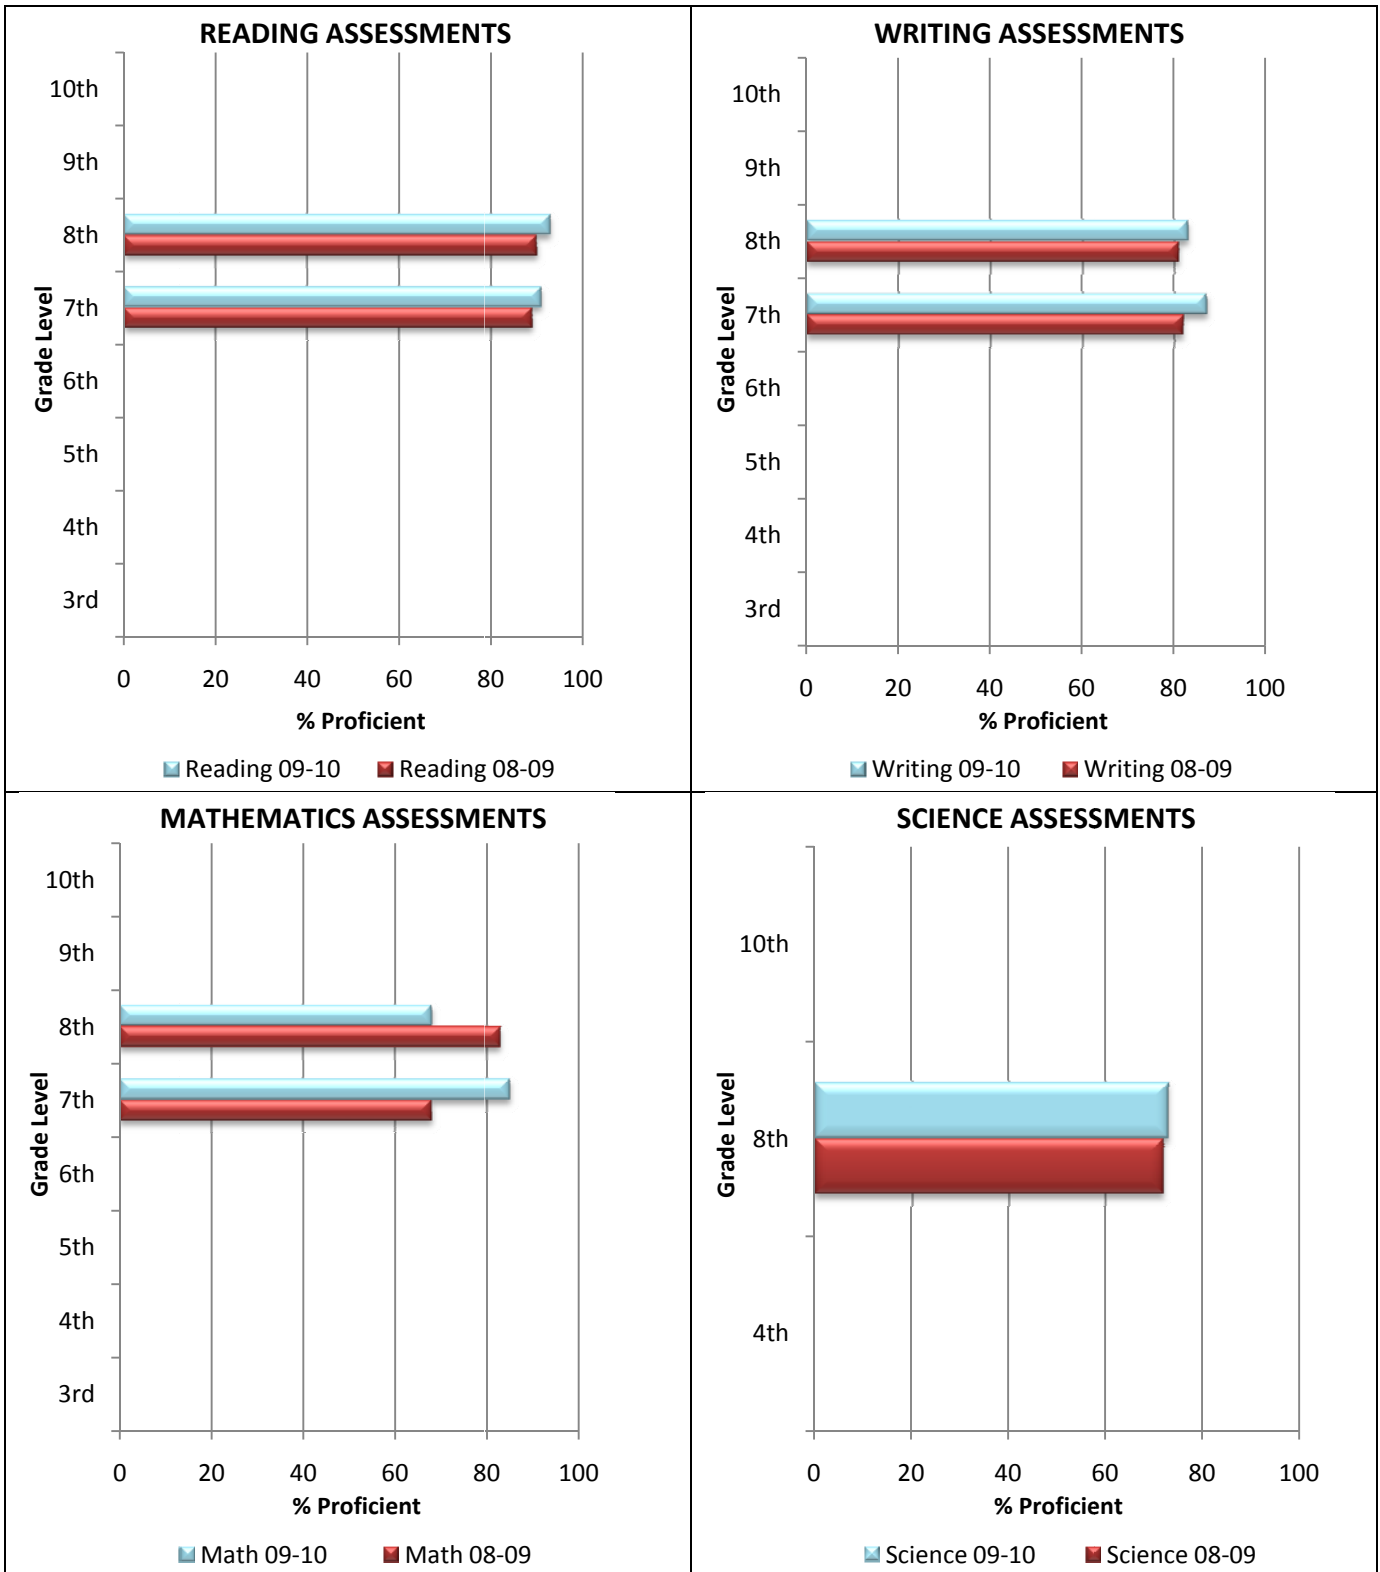 READING ASSESSMENTS
10th
9th
8th
7th
6th
5th
4th
3rd
Grade Level
0 20 40 60 80 100
% Proficient
Reading 09-10 Reading 08-09
WRITING ASSESSMENTS
10th
9th
8th
7th
6th
5th
4th
3rd
Grade Level
0 20 40 60 80 100
% Proficient
Writing 09-10 Writing 08-09
MATHEMATICS ASSESSMENTS
10th
9th
8th
7th
6th
5th
4th
3rd
Grade Level
0 20 40 60 80 100
% Proficient
Math 09-10 Math 08-09
SCIENCE ASSESSMENTS
10th
8th
4th
Grade Level
0 20 40 60 80 100
% Proficient
Science 09-10 Science 08-09